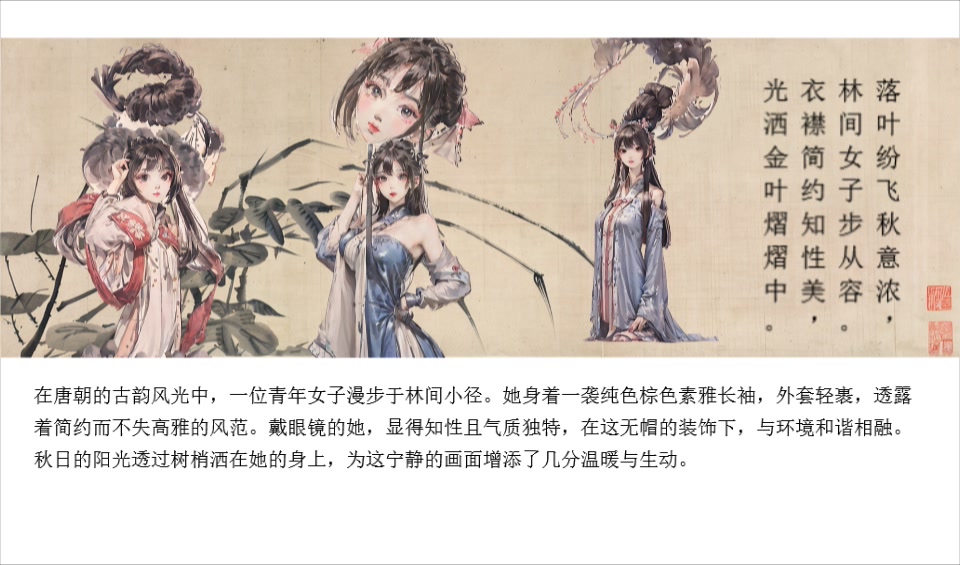 落叶纷飞秋意浓，
林间女子步从容。
衣襟简约知性美，
光洒金叶熠熠中。
在唐朝的古韵风光中，一位青年女子漫步于林间小径。她身着一袭纯色棕色素雅长袖，外套轻裹，透露
着简约而不失高雅的风范。戴眼镜的她，显得知性且气质独特，在这无帽的装饰下，与环境和谐相融。
秋日的阳光透过树梢洒在她的身上，为这宁静的画面增添了几分温暖与生动。